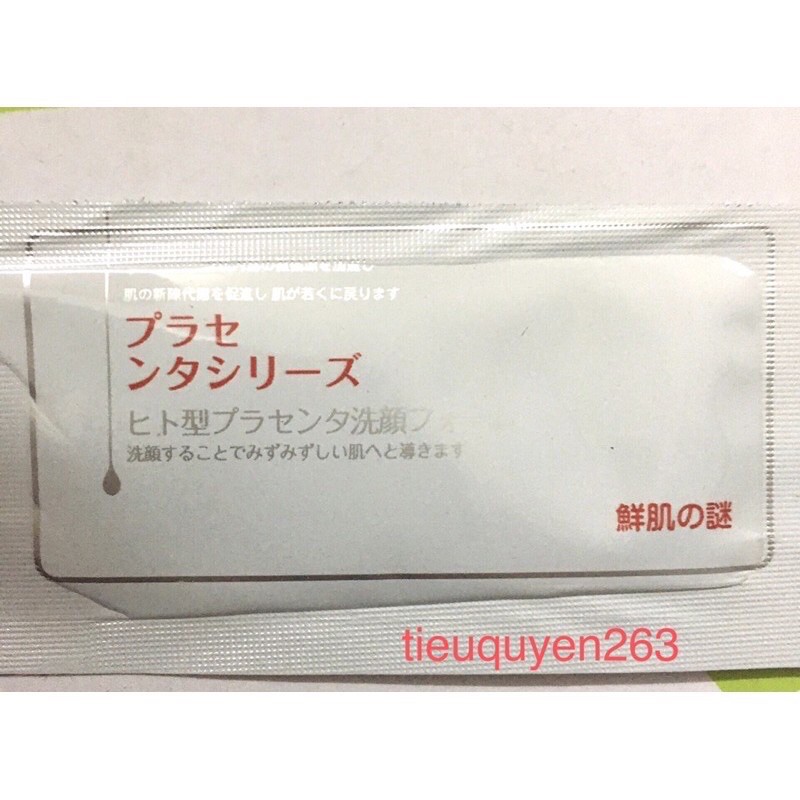 肌の新陳代謝を促進し 肌が若くに戻ります
プラセ
ンタシリーズ
ヒト型プラセンタ洗顔フォ
洗顔することでみずみずしい肌へと導きます
鮮肌の謎
tieuquyen263